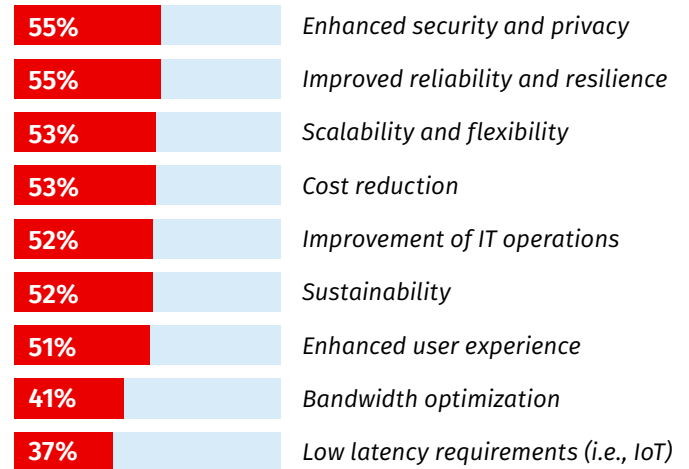 55% Enhanced security and privacy
55% Improved reliability and resilience
53% Scalability and flexibility
53% Cost reduction
52% Improvement of IT operations
52% Sustainability
51% Enhanced user experience
41% Bandwidth optimization
37% Low latency requirements (i.e., IoT)